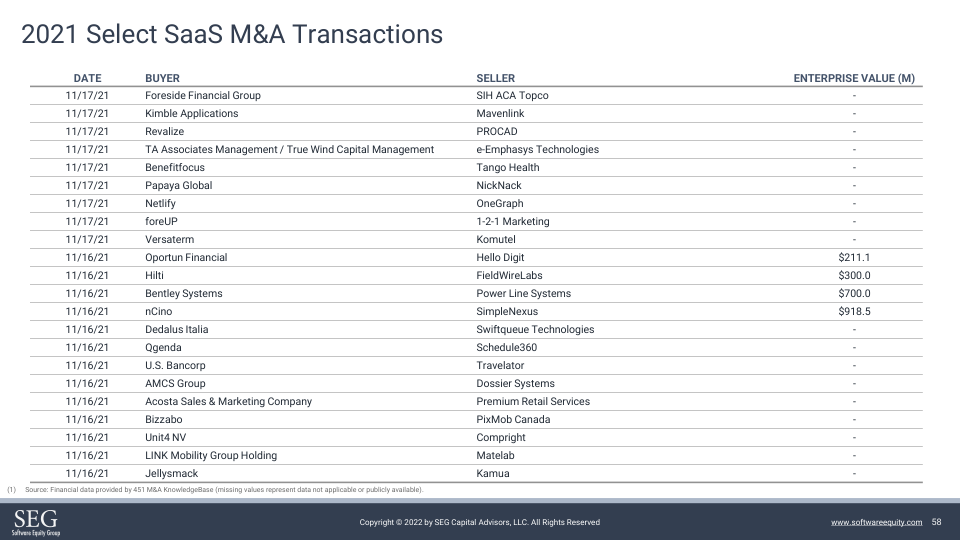 2021 Select SaaS M&A Transactions
DATE BUYER SELLER ENTERPRISE VALUE (M)
11/17/21 Foreside Financial Group SIH ACA Topco -
11/17/21 Kimble Applications Mavenlink -
11/17/21 Revalize PROCAD -
11/17/21 TA Associates Management / True Wind Capital Management e-Emphasys Technologies -
11/17/21 Benefitfocus Tango Health -
11/17/21 Papaya Global NickNack -
11/17/21 Netlify OneGraph -
11/17/21 foreUP 1-2-1 Marketing -
11/17/21 Versaterm Komutel -
11/16/21 Oportun Financial Hello Digit $211.1
11/16/21 Hilti FieldWireLabs $300.0
11/16/21 Bentley Systems Power Line Systems $700.0
11/16/21 nCino SimpleNexus $918.5
11/16/21 Dedalus Italia Swiftqueue Technologies -
11/16/21 Qgenda Schedule360 -
11/16/21 U.S. Bancorp Travelator -
11/16/21 AMCS Group Dossier Systems -
11/16/21 Acosta Sales & Marketing Company Premium Retail Services -
11/16/21 Bizzabo PixMob Canada -
11/16/21 Unit4 NV Compright -
11/16/21 LINK Mobility Group Holding Matelab -
11/16/21 Jellysmack Kamua -
(1) Source: Financial data provided by 451 M&A KnowledgeBase (missing values represent data not applicable or publicly available).
SEG
Software Equity Group
Copyright © 2022 by SEG Capital Advisors, LLC. All Rights Reserved
www.softwareequity.com 58